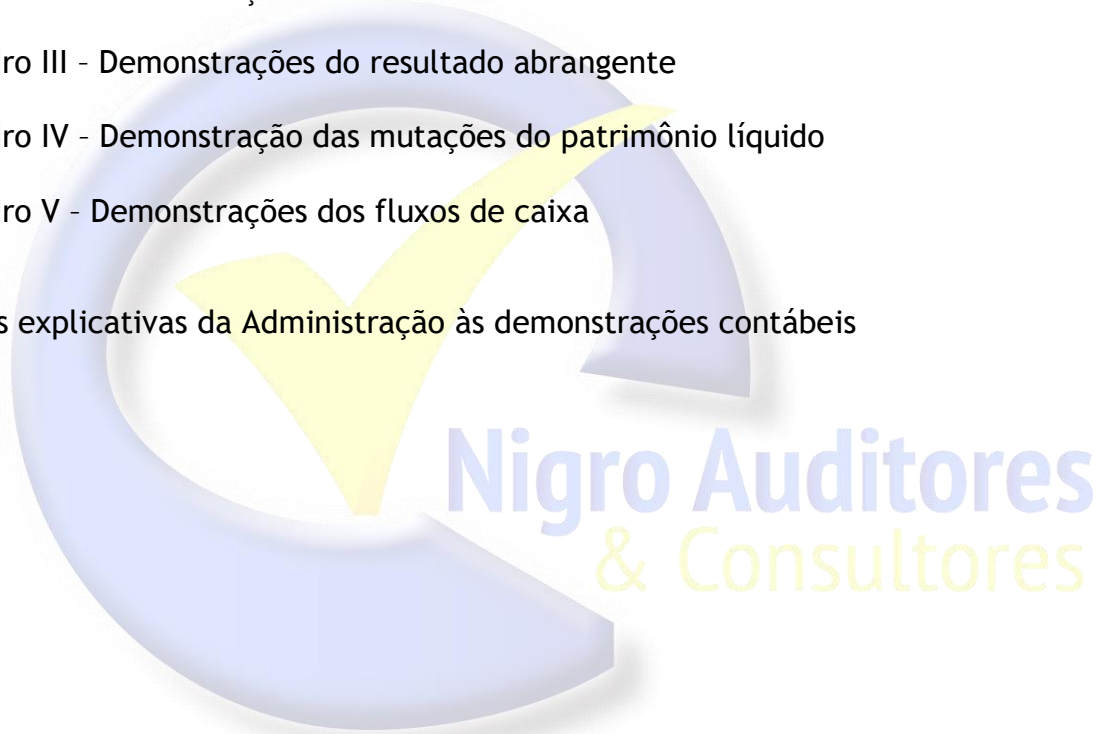 ro III – Demonstrações do resultado abrangente
ro IV – Demonstração das mutações do patrimônio líquido
ro V – Demonstrações dos fluxos de caixa
s explicativas da Administração às demonstrações contábeis
Nigro Auditores
& Consultores